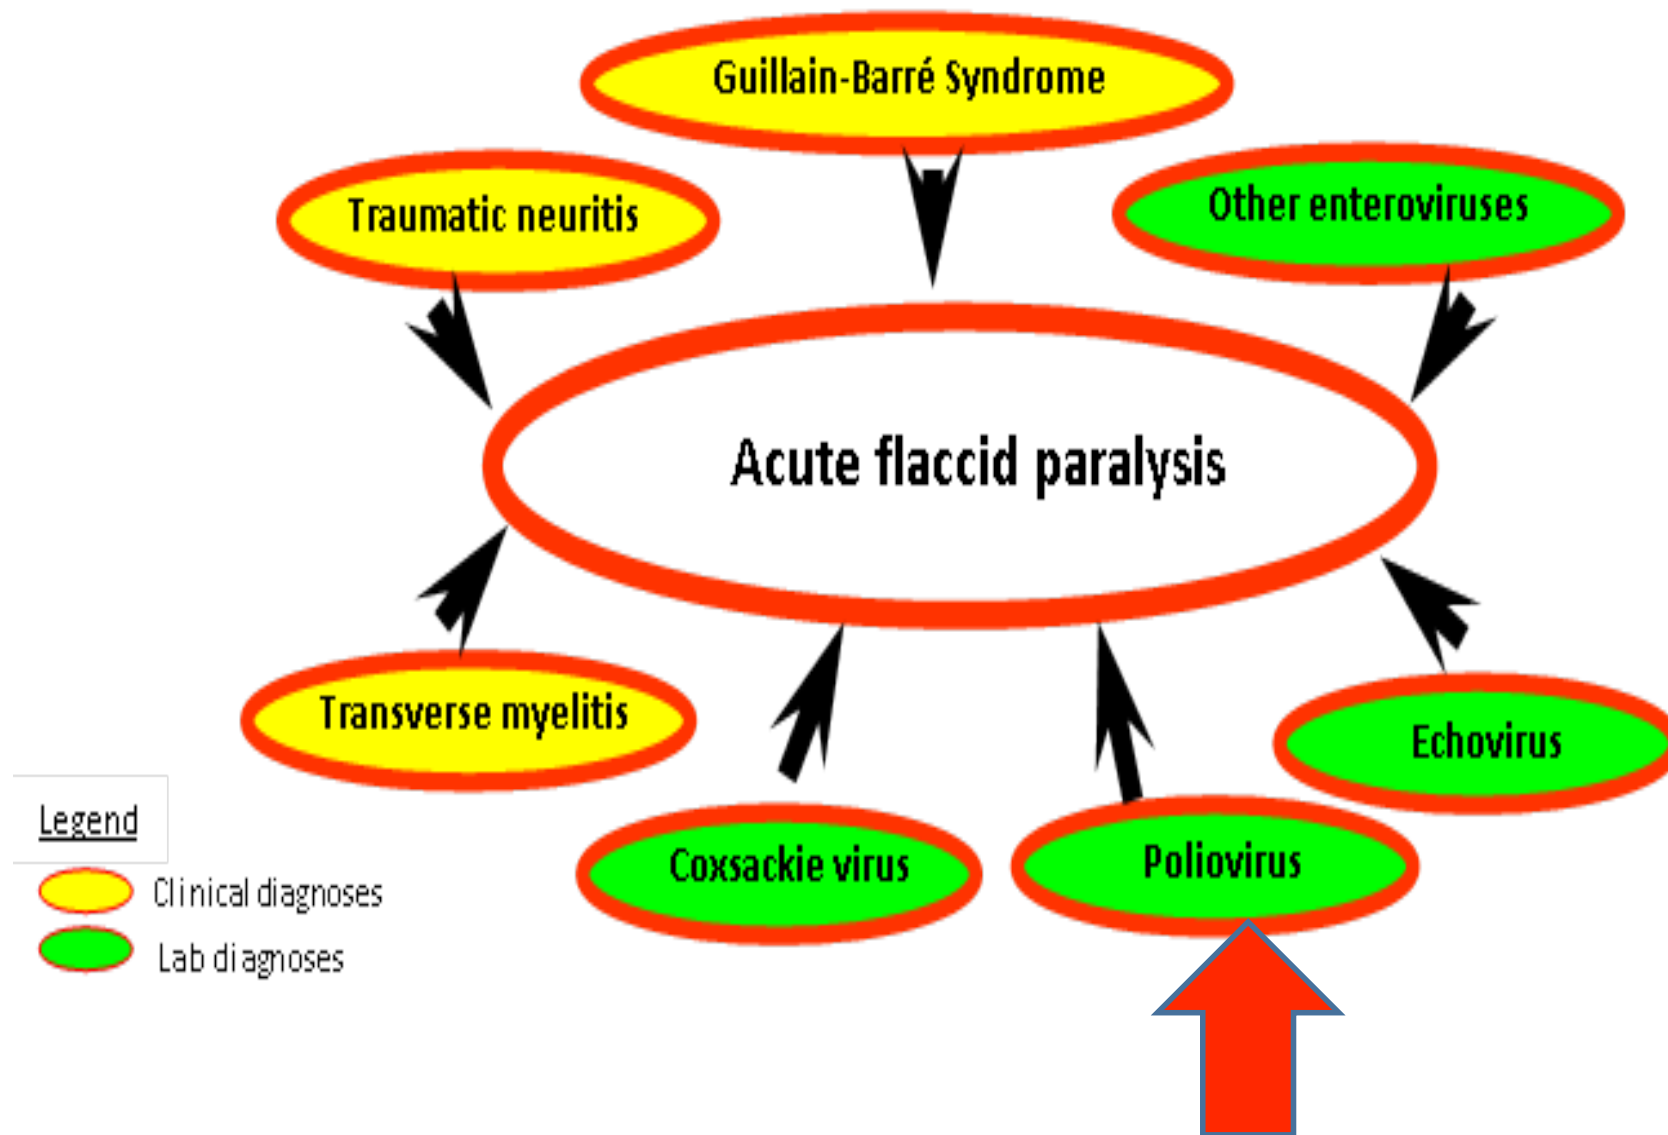 Guillain-Barré Syndrome
Traumatic neuritis
Other enteroviruses
Acute flaccid paralysis
Transverse myelitis
Echovirus
Coxsackie virus
Poliovirus
Legend
Clinical diagnoses
Lab diagnoses